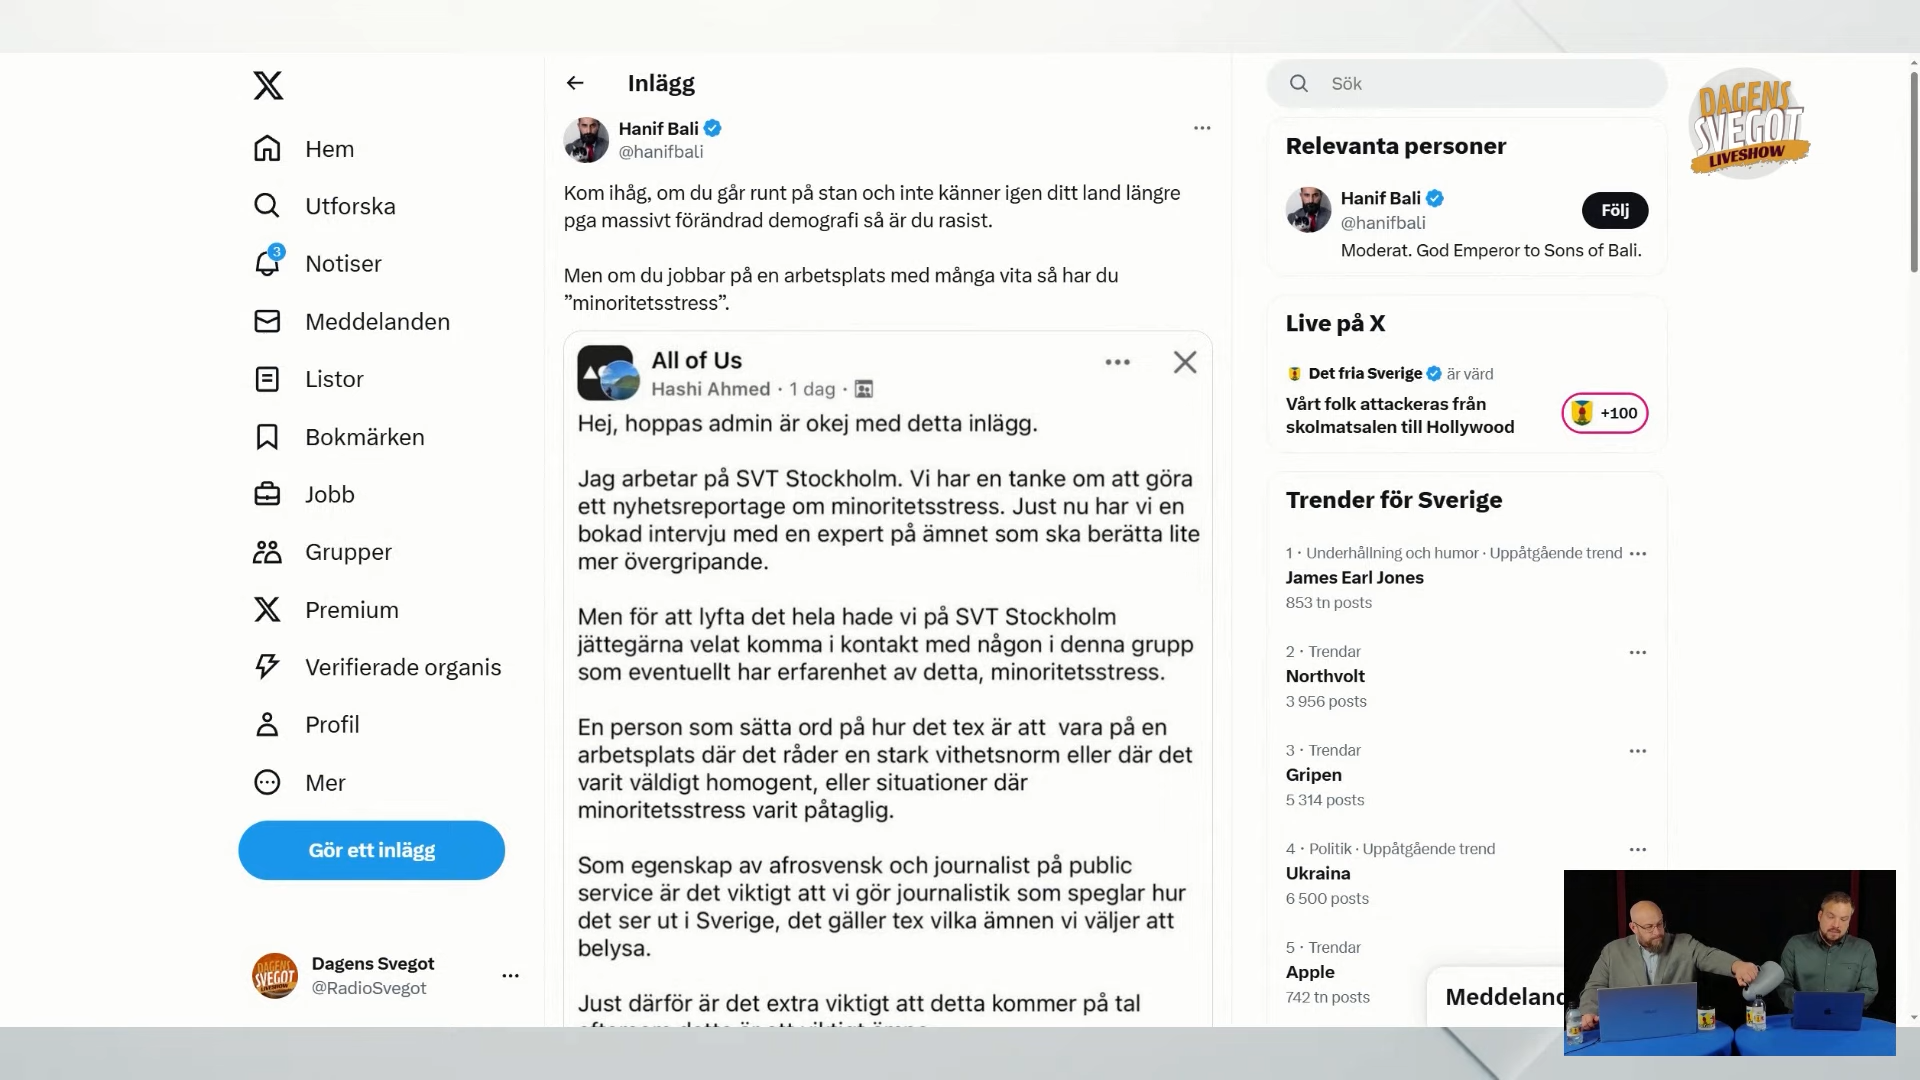 Hem
Utforska
3
Notiser
Meddelanden
Listor
Bokmärken
Jobb
Grupper
Premium
Verifierade organis
Profil
Mer
Gör ett inlägg
Dagens Svegot
@RadioSvegot
Inlägg
Hanif Bali
@hanifbali
Kom ihåg, om du går runt på stan och inte känner igen ditt land längre
pga massivt förändrad demografi så är du rasist.
Men om du jobbar på en arbetsplats med många vita så har du
”minoritetsstress”.
All of Us
Hashi Ahmed · 1 dag ·
Hej, hoppas admin är okej med detta inlägg.
Jag arbetar på SVT Stockholm. Vi har en tanke om att göra
ett nyhetsreportage om minoritetsstress. Just nu har vi en
bokad intervju med en expert på ämnet som ska berätta lite
mer övergripande.
Men för att lyfta det hela hade vi på SVT Stockholm
jättegärna velat komma i kontakt med någon i denna grupp
som eventuellt har erfarenhet av detta, minoritetsstress.
En person som sätta ord på hur det tex är att  vara på en
arbetsplats där det råder en stark vithetsnorm eller där det
varit väldigt homogent, eller situationer där
minoritetsstress varit påtaglig.
Som egenskap av afrosvensk och journalist på public
service är det viktigt att vi gör journalistik som speglar hur
det ser ut i Sverige, det gäller tex vilka ämnen vi väljer att
belysa.
Just därför är det extra viktigt att detta kommer på tal
Sök
Relevanta personer
Hanif Bali
@hanifbali
Följ
Moderat. God Emperor to Sons of Bali.
Live på X
Det fria Sverige är värd
Vårt folk attackeras från
skolmatsalen till Hollywood
+100
Trender för Sverige
1 · Underhållning och humor · Uppåtgående trend
James Earl Jones
853 tn posts
2 · Trendar
Northvolt
3 956 posts
3 · Trendar
Gripen
5 314 posts
4 · Politik · Uppåtgående trend
Ukraina
6 500 posts
5 · Trendar
Apple
742 tn posts
Meddeland
DAGENS
SVEGOT
LIVESHOW